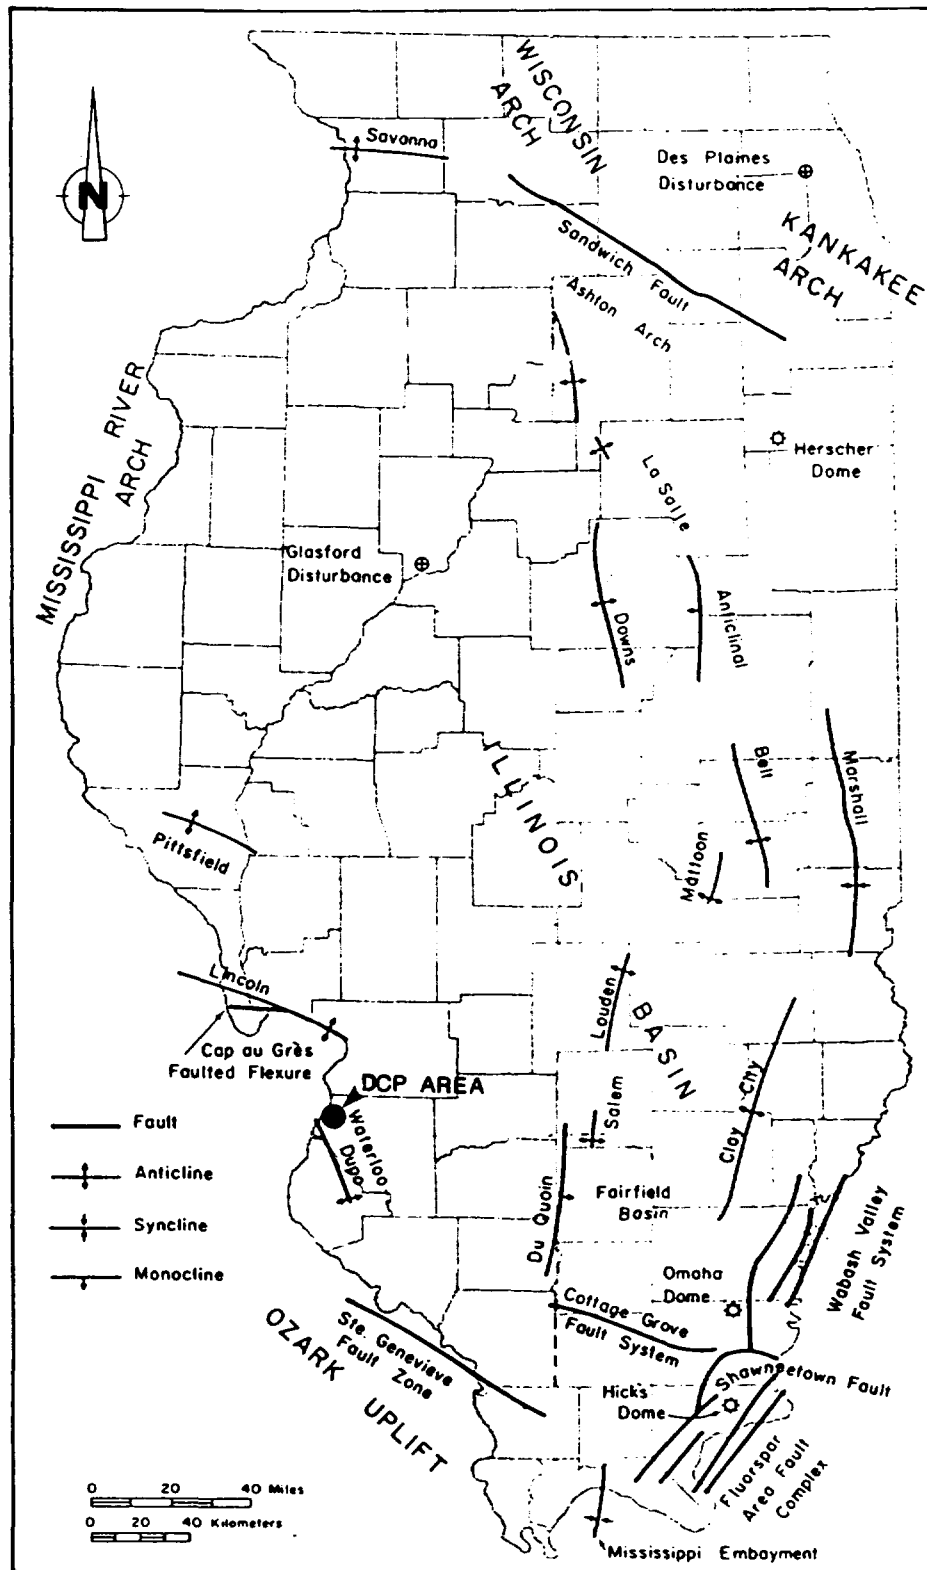 WISCONSIN
ARCH
Savanna
Des Plaines
Disturbance
N
KANKAKEE
ARCH
Sandwich Fault
Ashton Arch
MISSISSIPPI RIVER
ARCH
Herscher
Dome
La Salle
Anticlinal
Belt
Glasford
Disturbance
Downs
Marshall
ILLINOIS
BASIN
Pittsfield
Mattoon
Lincoln
Louden
Cap au Grès
Faulted Flexure
DCP AREA
Clay City
Salem
Waterloo
Dupo
Fault
Anticline
Syncline
Monocline
Du Quoin
Fairfield
Basin
Wabash Valley
Fault System
Omaha
Dome
Cottage Grove
Fault System
Ste. Genevieve
Fault Zone
OZARK
UPLIFT
Shawneetown Fault
Hicks
Dome
Fluorspar
Area Fault
Complex
0 20 40 Miles
0 20 40 Kilometers
Mississippi Embayment